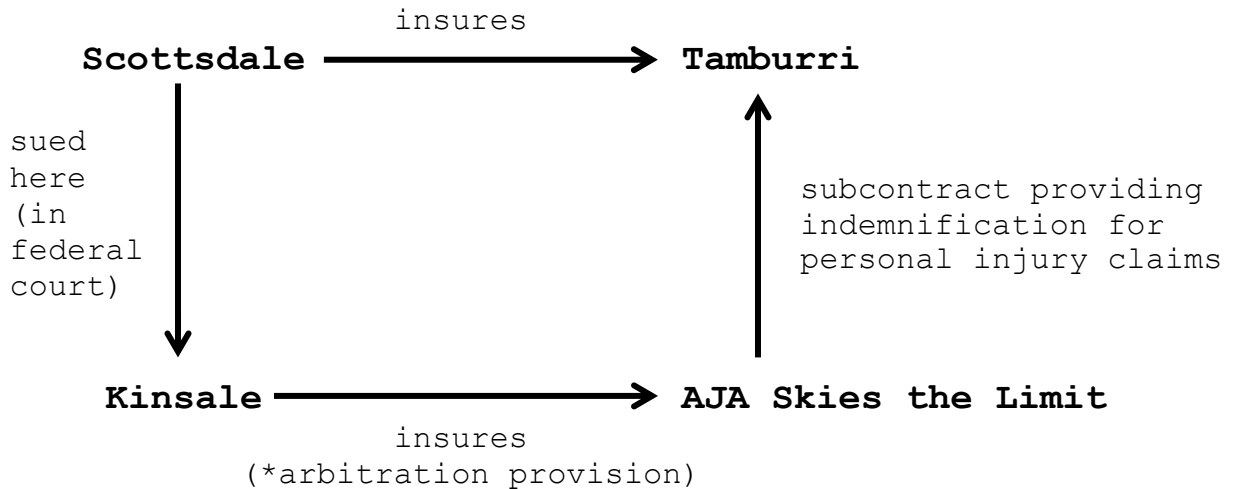 insures
Scottsdale
Tamburri
sued
here
(in
federal
court)
subcontract providing
indemnification for
personal injury claims
Kinsale
AJA Skies the Limit
insures
(*arbitration provision)